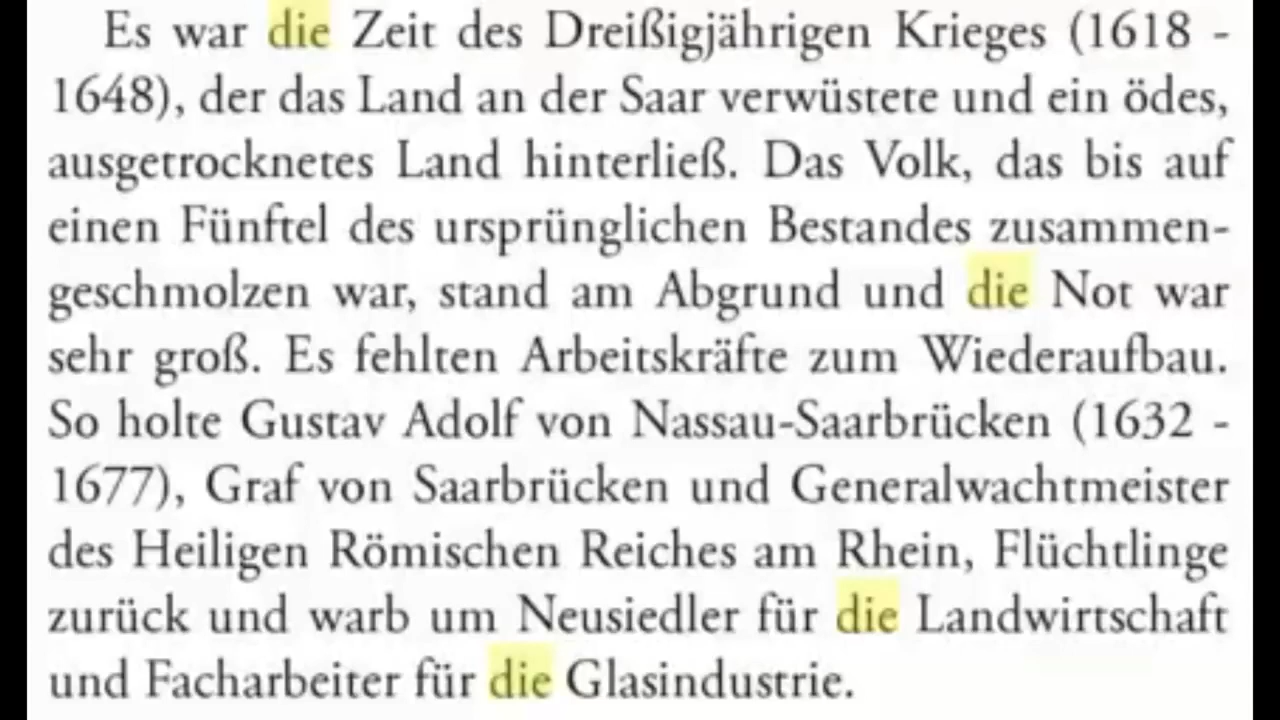 Es war die Zeit des Dreißigjährigen Krieges (1618 -
1648), der das Land an der Saar verwüstete und ein ödes,
ausgetrocknetes Land hinterließ. Das Volk, das bis auf
einen Fünftel des ursprünglichen Bestandes zusammen-
geschmolzen war, stand am Abgrund und die Not war
sehr groß. Es fehlten Arbeitskräfte zum Wiederaufbau.
So holte Gustav Adolf von Nassau-Saarbrücken (1632 -
1677), Graf von Saarbrücken und Generalwachtmeister
des Heiligen Römischen Reiches am Rhein, Flüchtlinge
zurück und warb um Neusiedler für die Landwirtschaft
und Facharbeiter für die Glasindustrie.